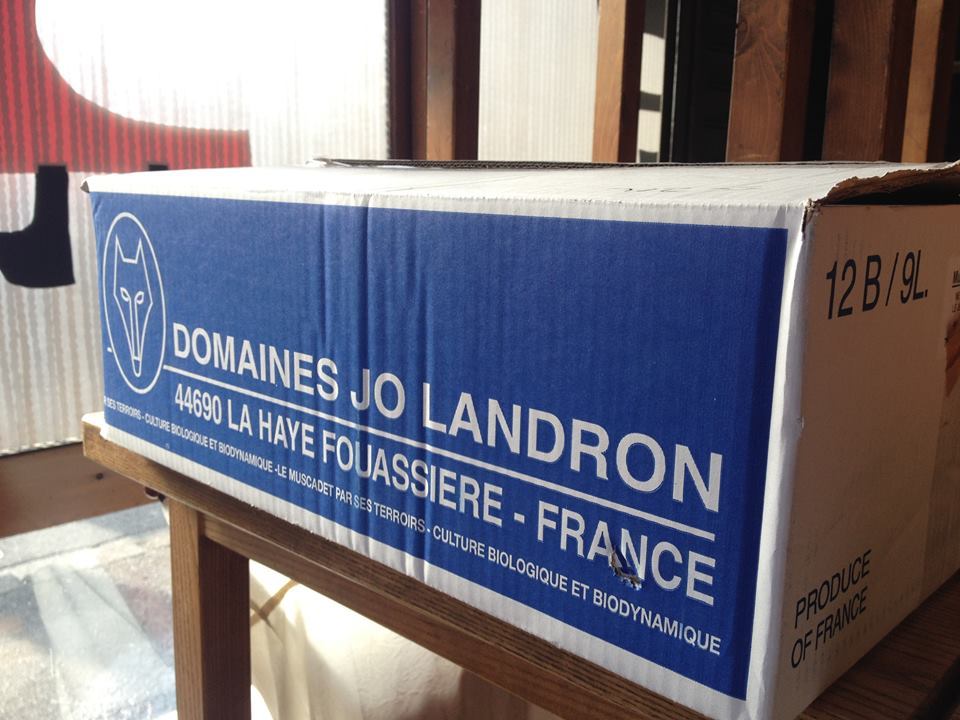 DOMAINES JO LANDRON
44690 LA HAYE FOUASSIERE - FRANCE
SES TERROIRS - CULTURE BIOLOGIQUE ET BIODYNAMIQUE - LE MUSCADET PAR SES TERROIRS - CULTURE BIOLOGIQUE ET BIODYNAMIQUE
12 B / 9L.
PRODUCE
OF FRANCE